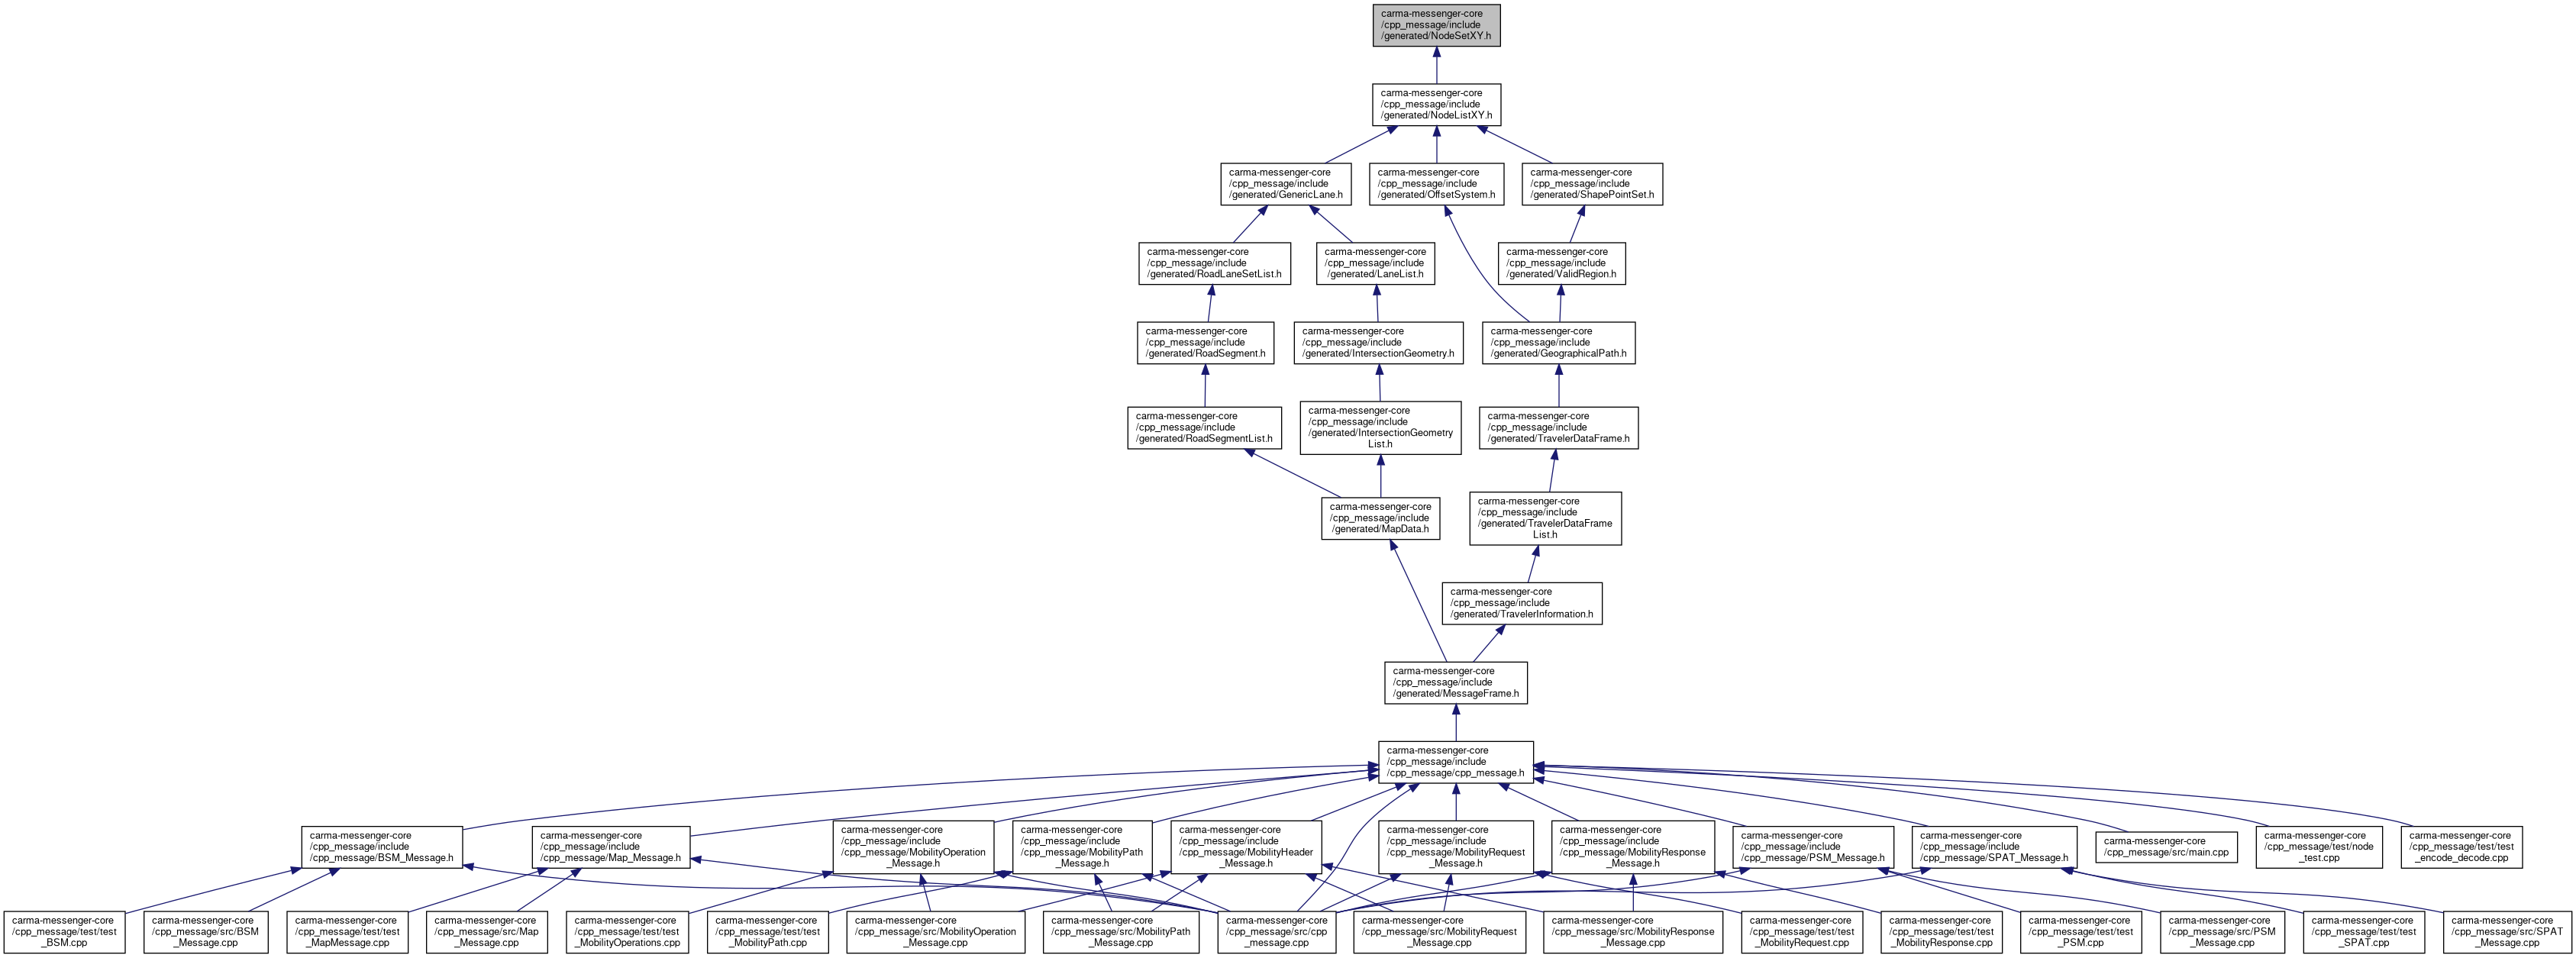 carma-messenger-core
/cpp_message/include
/generated/NodeSetXY.h
carma-messenger-core
/cpp_message/include
/generated/NodeListXY.h
carma-messenger-core
/cpp_message/include
/generated/GenericLane.h
carma-messenger-core
/cpp_message/include
/generated/OffsetSystem.h
carma-messenger-core
/cpp_message/include
/generated/ShapePointSet.h
carma-messenger-core
/cpp_message/include
/generated/RoadLaneSetList.h
carma-messenger-core
/cpp_message/include
/generated/LaneList.h
carma-messenger-core
/cpp_message/include
/generated/ValidRegion.h
carma-messenger-core
/cpp_message/include
/generated/RoadSegment.h
carma-messenger-core
/cpp_message/include
/generated/IntersectionGeometry.h
carma-messenger-core
/cpp_message/include
/generated/GeographicalPath.h
carma-messenger-core
/cpp_message/include
/generated/RoadSegmentList.h
carma-messenger-core
/cpp_message/include
/generated/IntersectionGeometry
List.h
carma-messenger-core
/cpp_message/include
/generated/TravelerDataFrame.h
carma-messenger-core
/cpp_message/include
/generated/MapData.h
carma-messenger-core
/cpp_message/include
/generated/TravelerDataFrame
List.h
carma-messenger-core
/cpp_message/include
/generated/TravelerInformation.h
carma-messenger-core
/cpp_message/include
/generated/MessageFrame.h
carma-messenger-core
/cpp_message/include
/cpp_message/cpp_message.h
carma-messenger-core
/cpp_message/include
/cpp_message/BSM_Message.h
carma-messenger-core
/cpp_message/include
/cpp_message/Map_Message.h
carma-messenger-core
/cpp_message/include
/cpp_message/MobilityOperation
_Message.h
carma-messenger-core
/cpp_message/include
/cpp_message/MobilityPath
_Message.h
carma-messenger-core
/cpp_message/include
/cpp_message/MobilityHeader
_Message.h
carma-messenger-core
/cpp_message/include
/cpp_message/MobilityRequest
_Message.h
carma-messenger-core
/cpp_message/include
/cpp_message/MobilityResponse
_Message.h
carma-messenger-core
/cpp_message/include
/cpp_message/PSM_Message.h
carma-messenger-core
/cpp_message/include
/cpp_message/SPAT_Message.h
carma-messenger-core
/cpp_message/src/main.cpp
carma-messenger-core
/cpp_message/test/node
_test.cpp
carma-messenger-core
/cpp_message/test/test
_encode_decode.cpp
carma-messenger-core
/cpp_message/test/test
_BSM.cpp
carma-messenger-core
/cpp_message/src/BSM
_Message.cpp
carma-messenger-core
/cpp_message/test/test
_MapMessage.cpp
carma-messenger-core
/cpp_message/src/Map
_Message.cpp
carma-messenger-core
/cpp_message/test/test
_MobilityOperations.cpp
carma-messenger-core
/cpp_message/test/test
_MobilityPath.cpp
carma-messenger-core
/cpp_message/src/MobilityOperation
_Message.cpp
carma-messenger-core
/cpp_message/src/MobilityPath
_Message.cpp
carma-messenger-core
/cpp_message/src/cpp
_message.cpp
carma-messenger-core
/cpp_message/src/MobilityRequest
_Message.cpp
carma-messenger-core
/cpp_message/src/MobilityResponse
_Message.cpp
carma-messenger-core
/cpp_message/test/test
_MobilityRequest.cpp
carma-messenger-core
/cpp_message/test/test
_MobilityResponse.cpp
carma-messenger-core
/cpp_message/test/test
_PSM.cpp
carma-messenger-core
/cpp_message/src/PSM
_Message.cpp
carma-messenger-core
/cpp_message/test/test
_SPAT.cpp
carma-messenger-core
/cpp_message/src/SPAT
_Message.cpp